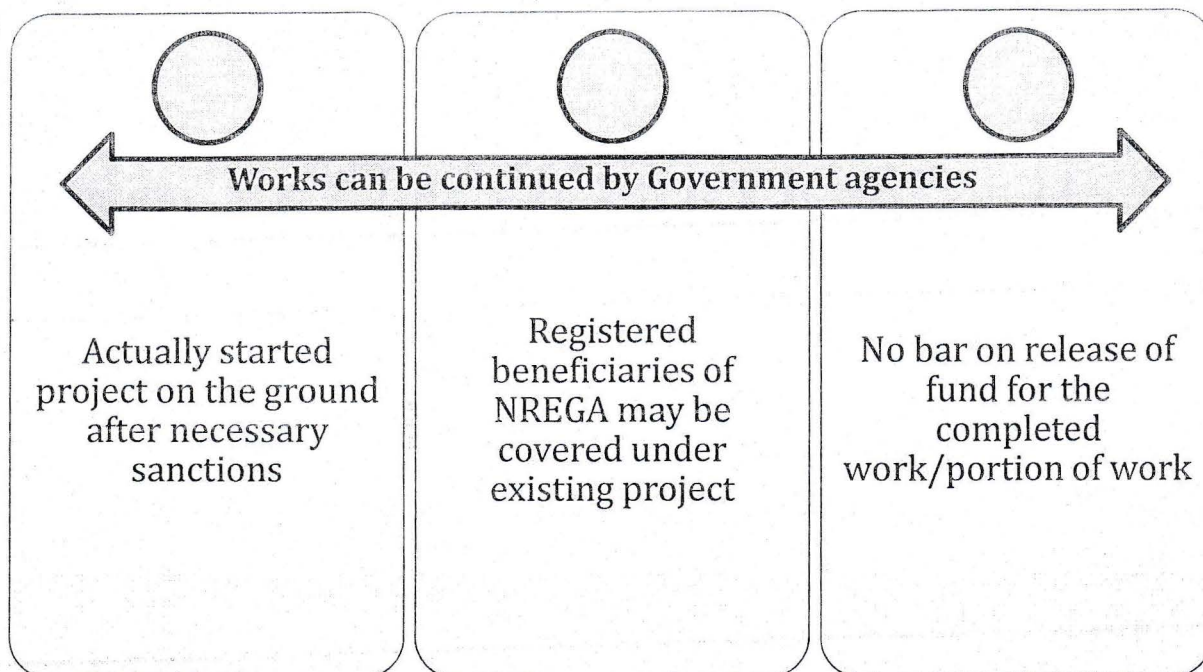 Works can be continued by Government agencies
Actually started
project on the ground
after necessary
sanctions
Registered
beneficiaries of
NREGA may be
covered under
existing project
No bar on release of
fund for the
completed
work/portion of work